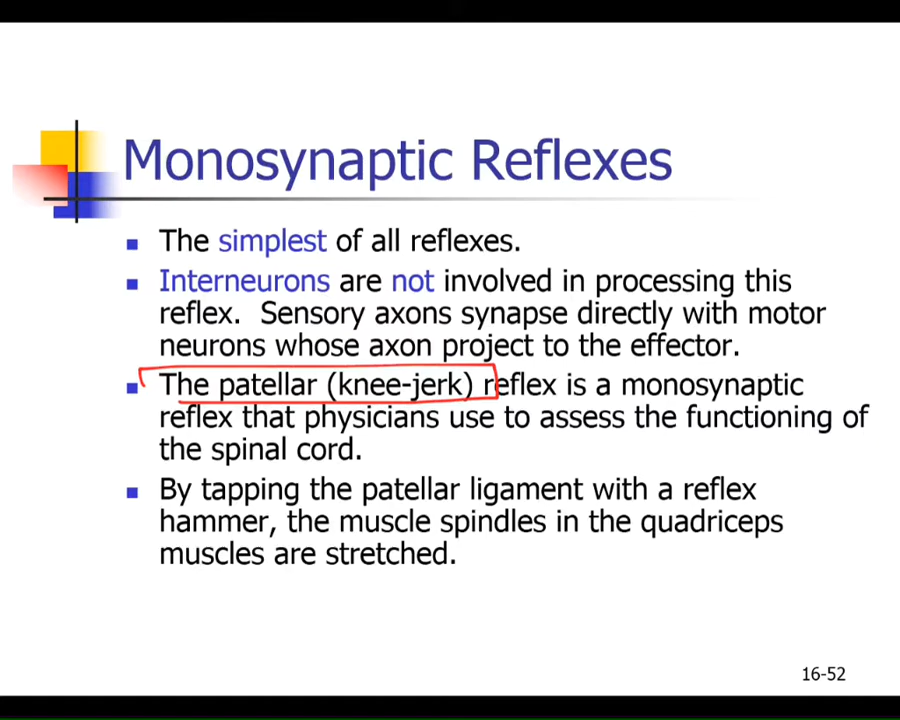 Monosynaptic Reflexes
The simplest of all reflexes.
Interneurons are not involved in processing this
reflex. Sensory axons synapse directly with motor
neurons whose axon project to the effector.
The patellar (knee-jerk) reflex is a monosynaptic
reflex that physicians use to assess the functioning of
the spinal cord.
By tapping the patellar ligament with a reflex
hammer, the muscle spindles in the quadriceps
muscles are stretched.
16-52